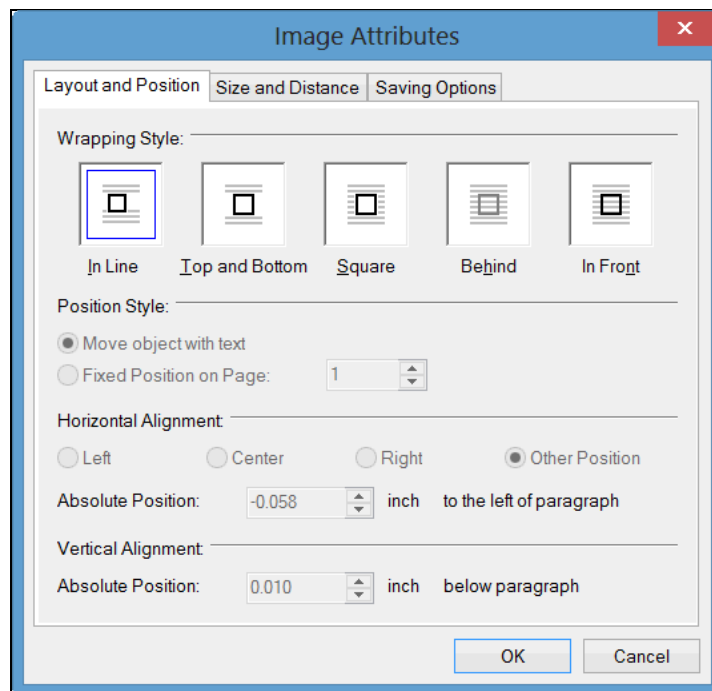 Image Attributes
Layout and Position Size and Distance Saving Options
Wrapping Style:
In Line Top and Bottom Square Behind In Front
Position Style:
Move object with text
Fixed Position on Page: 1
Horizontal Alignment:
Left Center Right Other Position
Absolute Position: -0.058 inch to the left of paragraph
Vertical Alignment:
Absolute Position: 0.010 inch below paragraph
OK Cancel